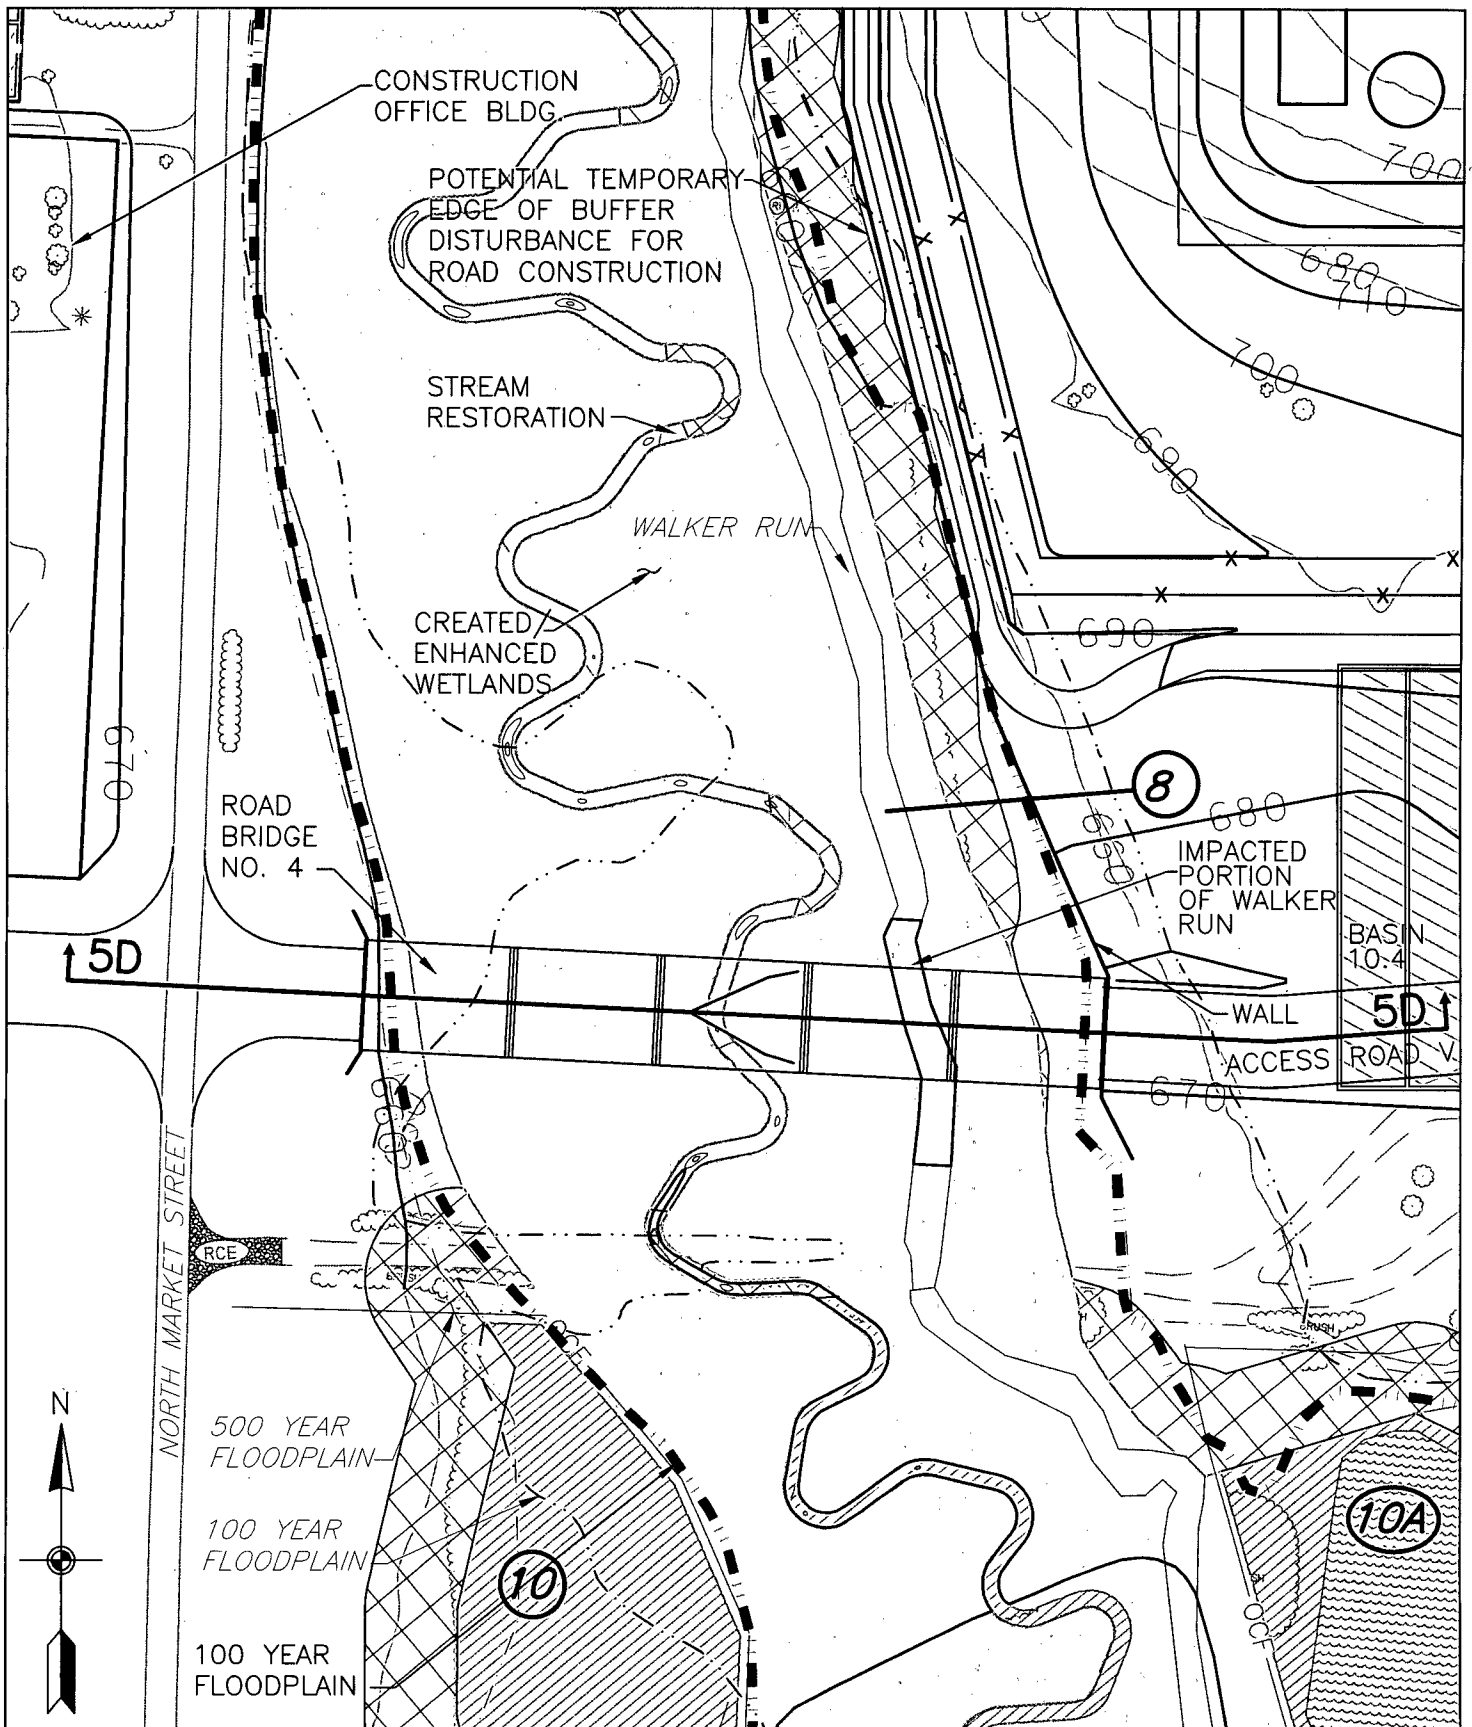 CONSTRUCTION
OFFICE BLDG.
POTENTIAL TEMPORARY
EDGE OF BUFFER
DISTURBANCE FOR
ROAD CONSTRUCTION
700
680
710
700
690
STREAM
RESTORATION
WALKER RUN
CREATED/
ENHANCED
WETLANDS
690
670
8
680
ROAD
BRIDGE
NO. 4
IMPACTED
PORTION
OF WALKER
RUN
BASIN
10.4
5D
WALL
5D
ACCESS ROAD V
670
NORTH MARKET STREET
RCE
BRUSH
N
500 YEAR
FLOODPLAIN
100 YEAR
FLOODPLAIN
10
10A
100 YEAR
FLOODPLAIN